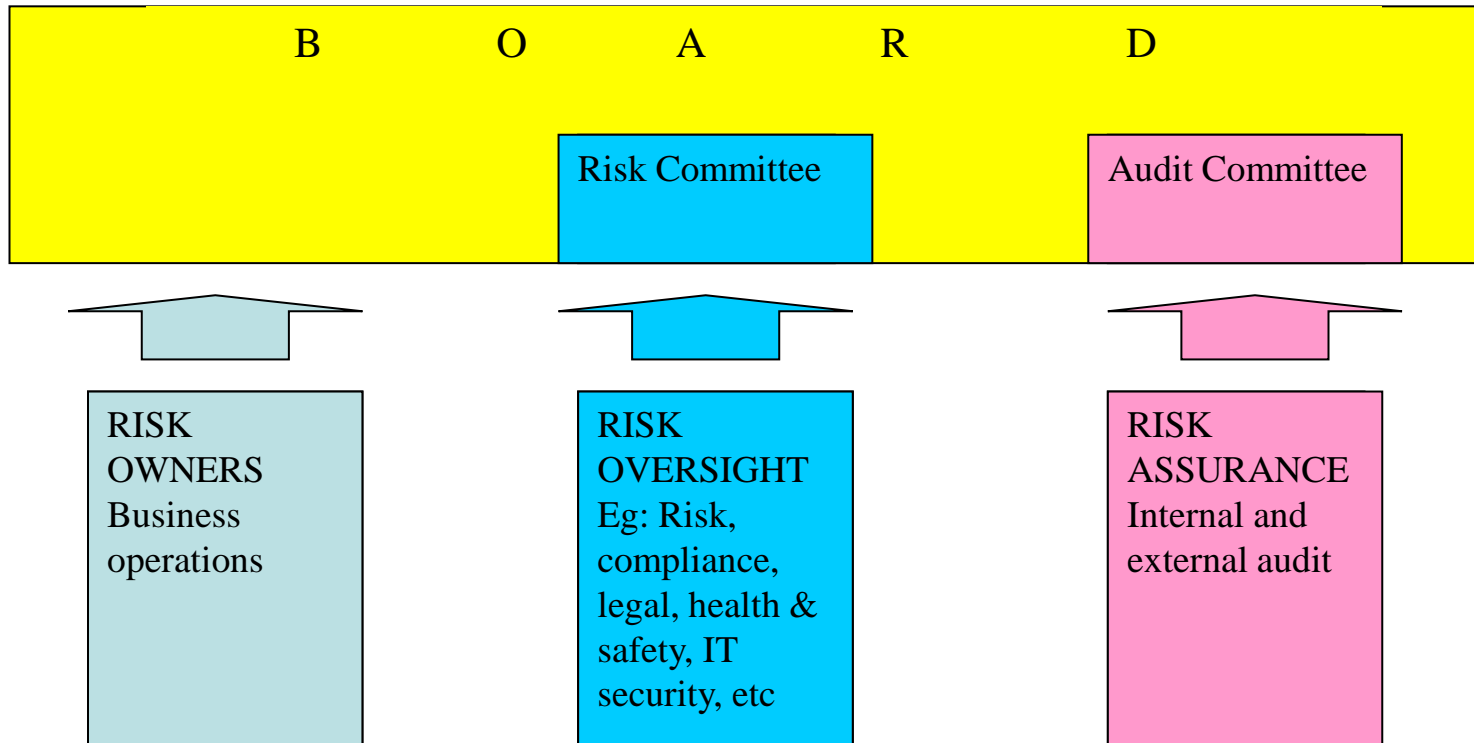 B O A R D
Risk Committee
Audit Committee
RISK
OWNERS
Business
operations
RISK
OVERSIGHT
Eg: Risk,
compliance,
legal, health &
safety, IT
security, etc
RISK
ASSURANCE
Internal and
external audit